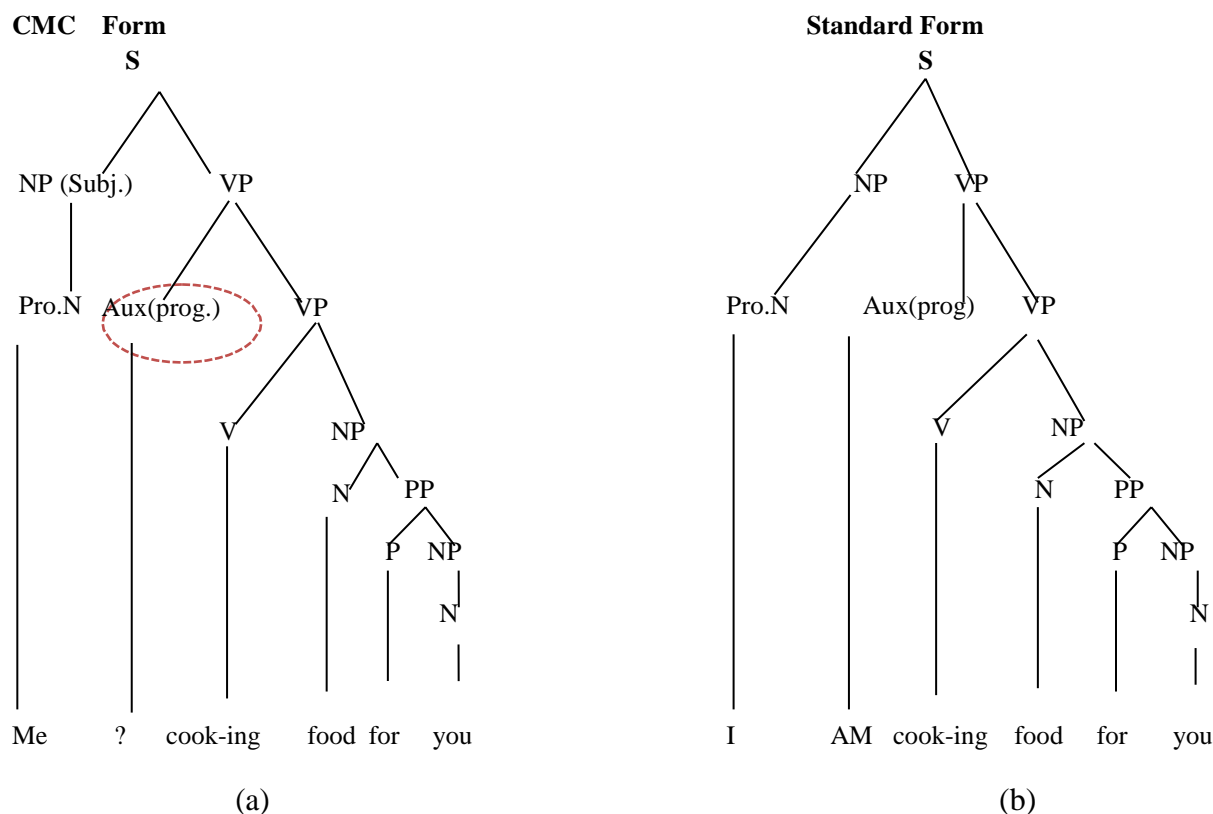 CMC Form Standard Form
S S
NP (Subj.) VP NP VP
Pro.N Aux(prog.) VP Pro.N Aux(prog) VP
V NP V NP
N PP N PP
P NP P NP
N N
Me ? cook-ing food for you I AM cook-ing food for you
(a) (b)